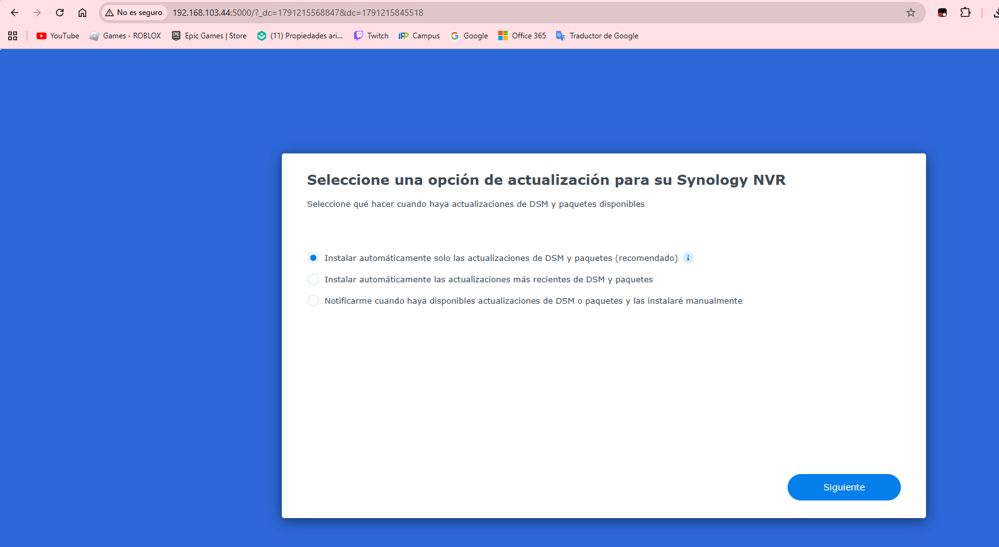 No es seguro 192.168.103.44:5000/?_dc=1791215568847&dc=1791215845518
YouTube Games - ROBLOX EPIC Epic Games | Store (11) Propiedades ari... Twitch IFP Campus Google Office 365 Traductor de Google
Seleccione una opción de actualización para su Synology NVR
Seleccione qué hacer cuando haya actualizaciones de DSM y paquetes disponibles
Instalar automáticamente solo las actualizaciones de DSM y paquetes (recomendado) i
Instalar automáticamente las actualizaciones más recientes de DSM y paquetes
Notificarme cuando haya disponibles actualizaciones de DSM o paquetes y las instalaré manualmente
Siguiente